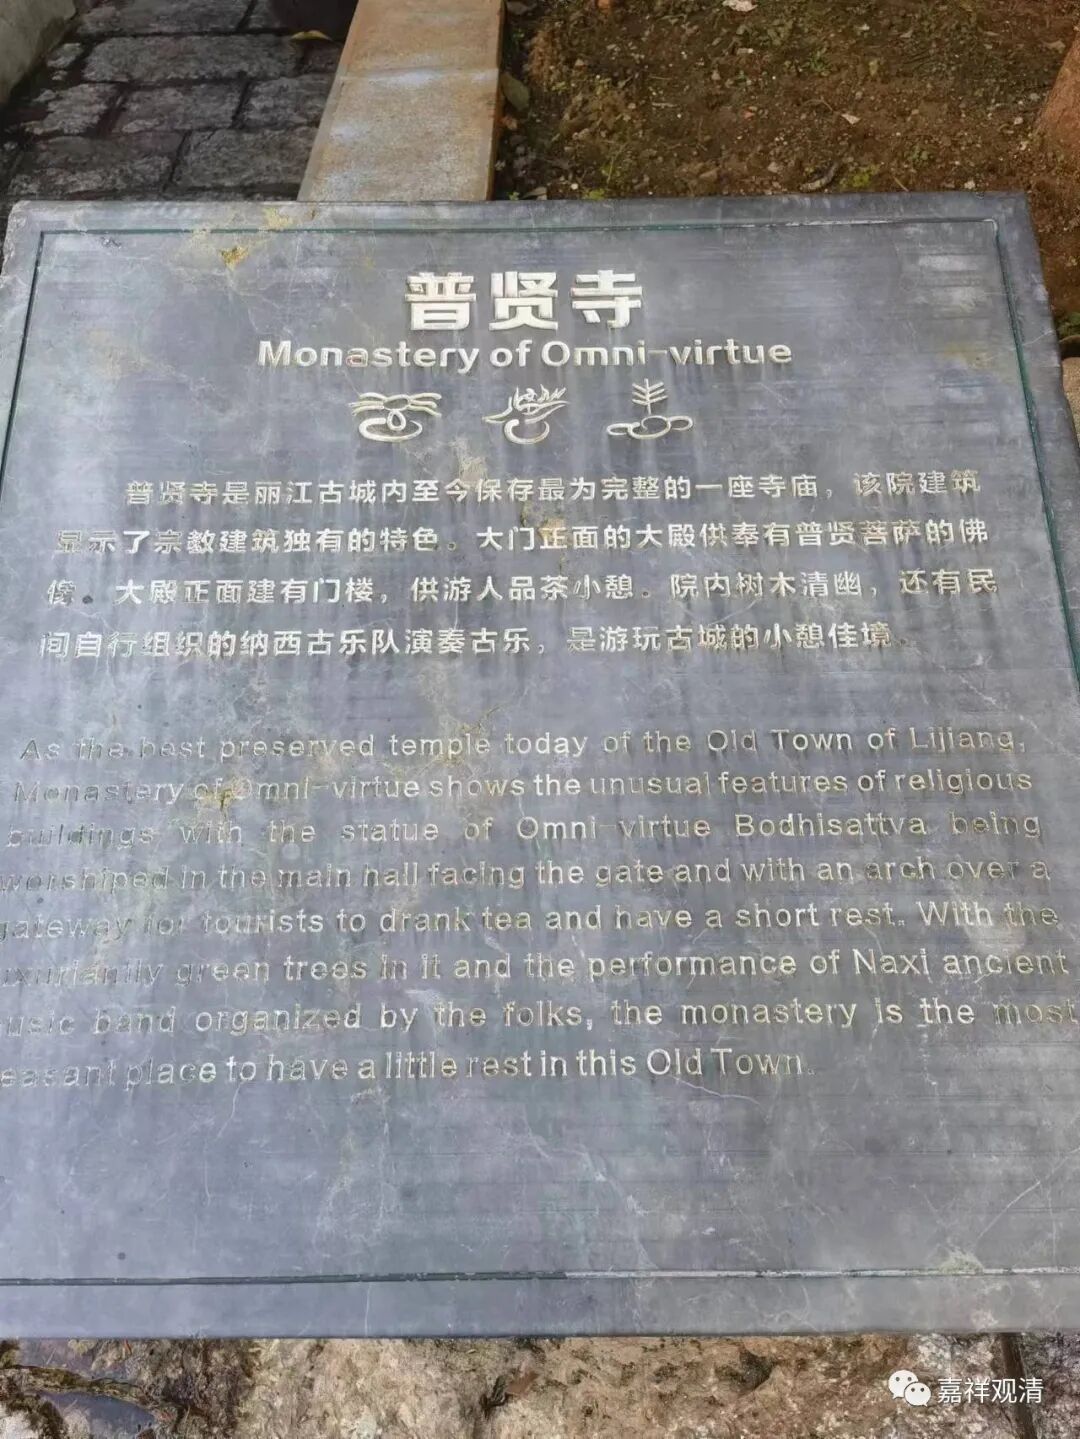 普贤寺
Monastery of Omni-virtue
普贤寺是丽江古城内至今保存最为完整的一座寺庙，该院建筑
显示了宗教建筑独有的特色。大门正面的大殿供奉有普贤菩萨的佛
像。大殿正面建有门楼，供游人品茶小憩。院内树木清幽，还有民
间自行组织的纳西古乐队演奏古乐，是游玩古城的小憩佳境。
As the best preserved temple today of the Old Town of Lijiang,
Monastery of Omni-virtue shows the unusual features of religious
buildings with the statue of Omni-virtue Bodhisattva being
worshiped in the main hall facing the gate and with an arch over a
gateway for tourists to drank tea and have a short rest. With the
uxuriantly green trees in it and the performance of Naxi ancient
usic band organized by the folks, the monastery is the most
easant place to have a little rest in this Old Town.
嘉祥观清